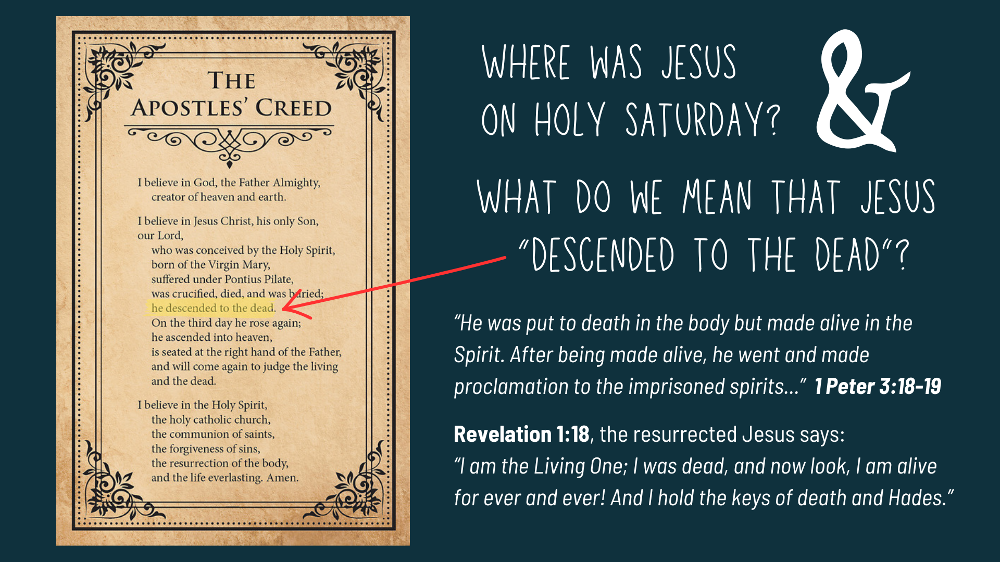 THE
APOSTLES’ CREED
I believe in God, the Father Almighty,
creator of heaven and earth.
I believe in Jesus Christ, his only Son,
our Lord,
who was conceived by the Holy Spirit,
born of the Virgin Mary,
suffered under Pontius Pilate,
was crucified, died, and was buried;
he descended to the dead.
On the third day he rose again;
he ascended into heaven,
is seated at the right hand of the Father,
and will come again to judge the living
and the dead.
I believe in the Holy Spirit,
the holy catholic church,
the communion of saints,
the forgiveness of sins,
the resurrection of the body,
and the life everlasting. Amen.
WHERE WAS JESUS
ON HOLY SATURDAY?
&
WHAT DO WE MEAN THAT JESUS
“DESCENDED TO THE DEAD“?
“He was put to death in the body but made alive in the
Spirit. After being made alive, he went and made
proclamation to the imprisoned spirits...” 1 Peter 3:18-19
Revelation 1:18, the resurrected Jesus says:
“I am the Living One; I was dead, and now look, I am alive
for ever and ever! And I hold the keys of death and Hades.”